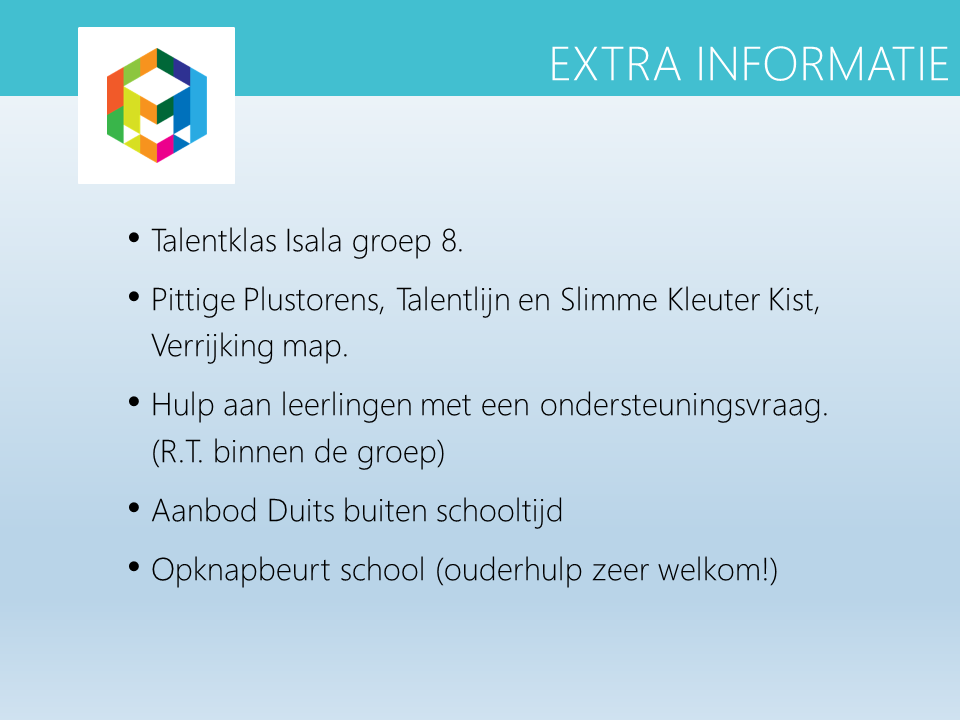 EXTRA INFORMATIE
• Talentklas Isala groep 8.
• Pittige Plustorens, Talentlijn en Slimme Kleuter Kist,
Verrijking map.
• Hulp aan leerlingen met een ondersteuningsvraag.
(R.T. binnen de groep)
• Aanbod Duits buiten schooltijd
• Opknapbeurt school (ouderhulp zeer welkom!)